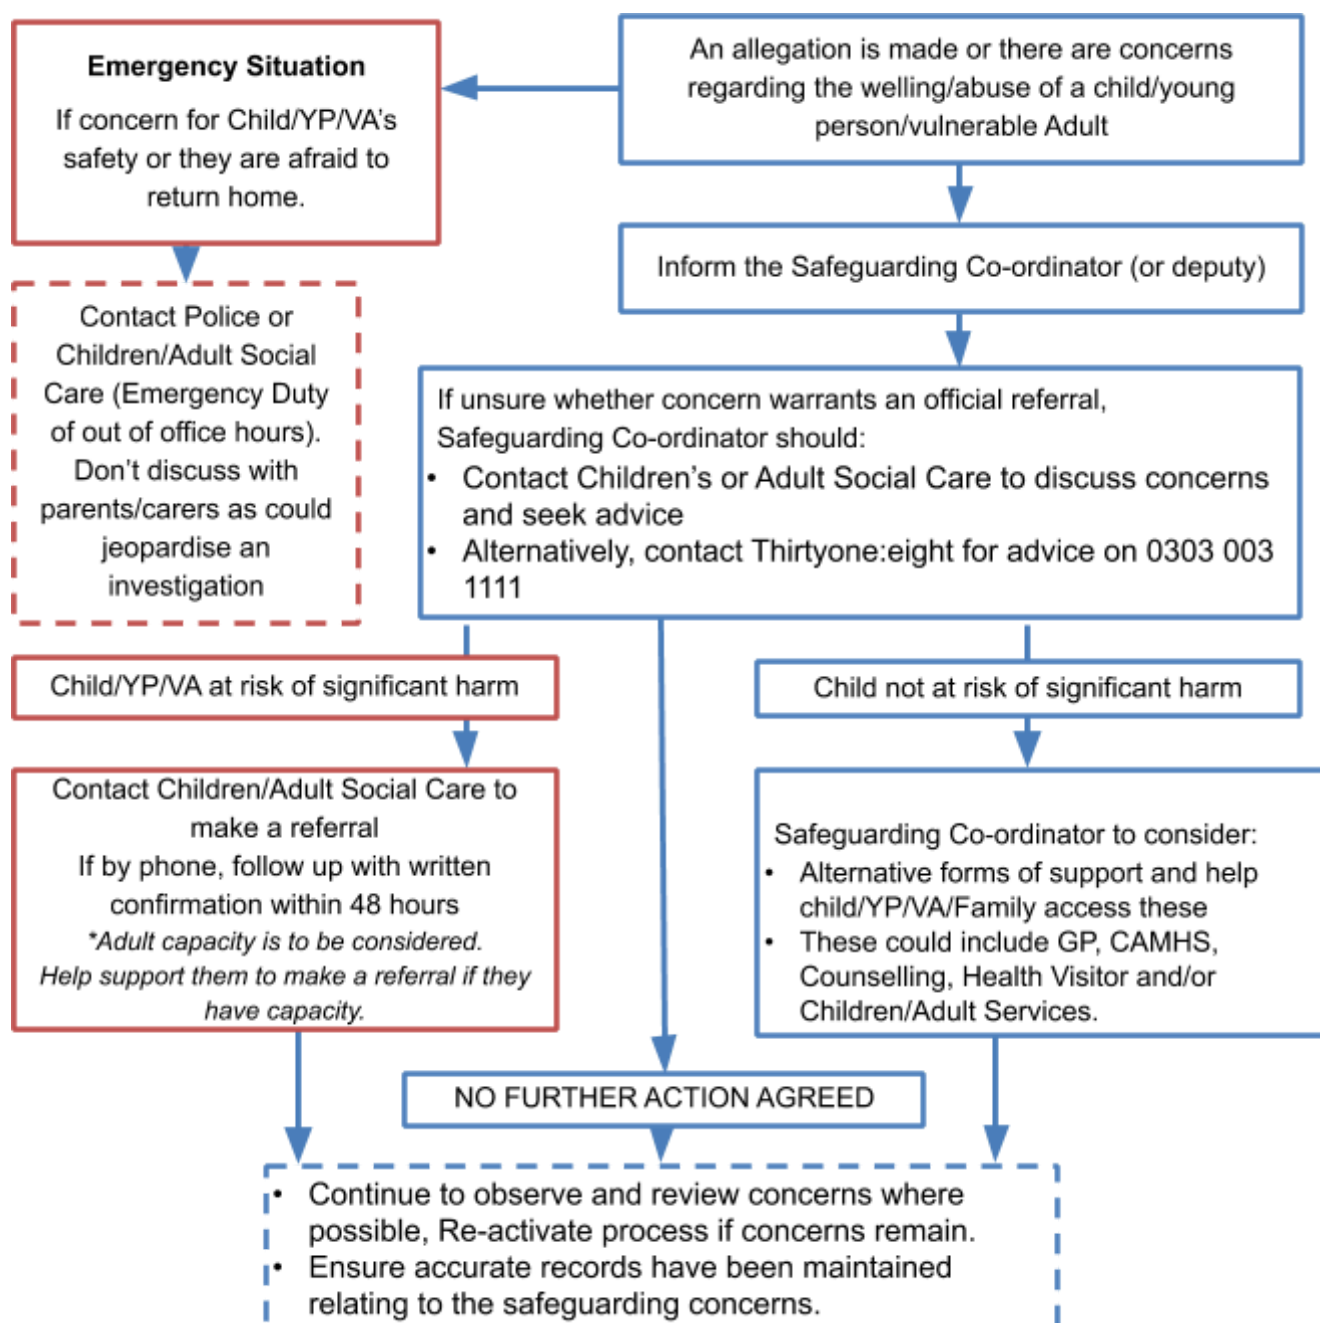 Emergency Situation
If concern for Child/YP/VA's
safety or they are afraid to
return home.
An allegation is made or there are concerns
regarding the welling/abuse of a child/young
person/vulnerable Adult
Inform the Safeguarding Co-ordinator (or deputy)
Contact Police or
Children/Adult Social
Care (Emergency Duty
of out of office hours).
Don't discuss with
parents/carers as could
jeopardise an
investigation
If unsure whether concern warrants an official referral,
Safeguarding Co-ordinator should:
• Contact Children's or Adult Social Care to discuss concerns
and seek advice
• Alternatively, contact Thirtyone:eight for advice on 0303 003
1111
Child/YP/VA at risk of significant harm
Child not at risk of significant harm
Contact Children/Adult Social Care to
make a referral
If by phone, follow up with written
confirmation within 48 hours
*Adult capacity is to be considered.
Help support them to make a referral if they
have capacity.
Safeguarding Co-ordinator to consider:
• Alternative forms of support and help
child/YP/VA/Family access these
• These could include GP, CAMHS,
Counselling, Health Visitor and/or
Children/Adult Services.
NO FURTHER ACTION AGREED
• Continue to observe and review concerns where
possible, Re-activate process if concerns remain.
• Ensure accurate records have been maintained
relating to the safeguarding concerns.